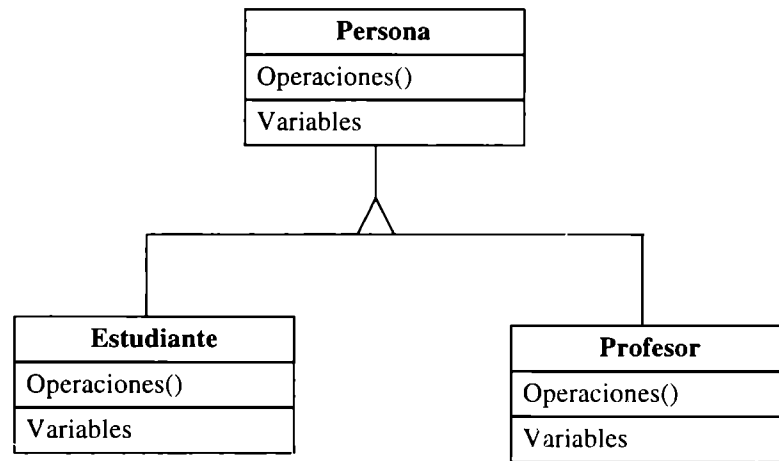 Persona
Operaciones()
Variables
Estudiante
Operaciones()
Variables
Profesor
Operaciones()
Variables